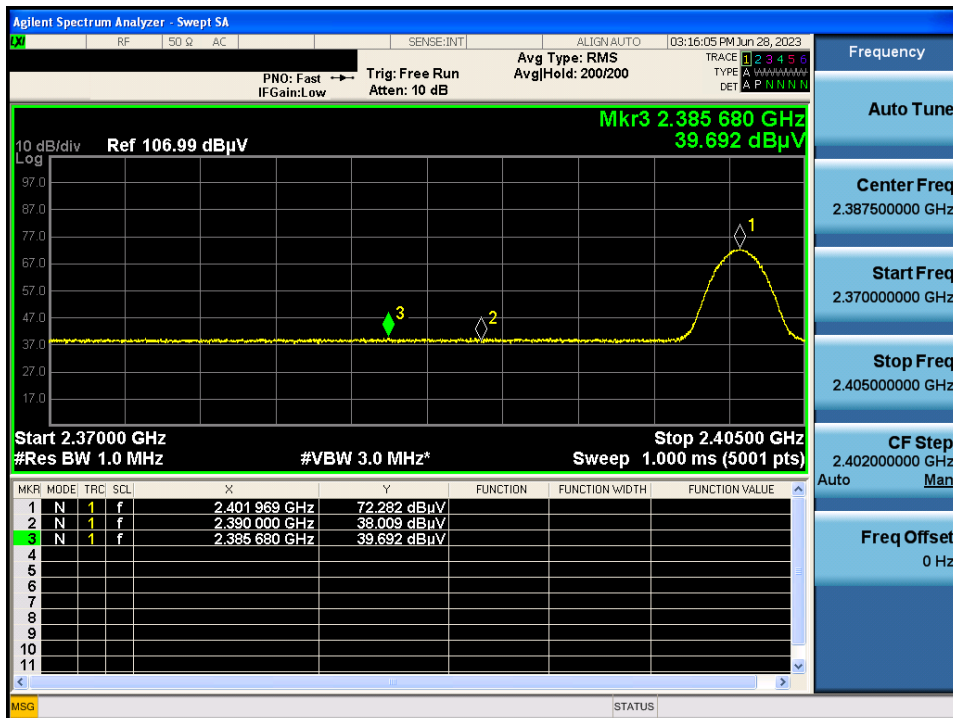 Agilent Spectrum Analyzer - Swept SA
LXI RF 50 Ω AC SENSE:INT ALIGN AUTO 03:16:05 PM Jun 28, 2023
PNO: Fast
IFGain:Low
Trig: Free Run
Atten: 10 dB
Avg Type: RMS
Avg|Hold: 200/200
TRACE 1 2 3 4 5 6
TYPE A WWWWW
DET A P N N N N
Mkr3 2.385 680 GHz
39.692 dBµV
10 dB/div Ref 106.99 dBµV
Log
97.0
87.0
77.0
67.0
57.0
47.0
37.0
27.0
17.0
1
2
3
Start 2.37000 GHz Stop 2.40500 GHz
#Res BW 1.0 MHz #VBW 3.0 MHz* Sweep 1.000 ms (5001 pts)
MKR MODE TRC SCL X Y FUNCTION FUNCTION WIDTH FUNCTION VALUE
1 N 1 f 2.401 969 GHz 72.282 dBµV
2 N 1 f 2.390 000 GHz 38.009 dBµV
3 N 1 f 2.385 680 GHz 39.692 dBµV
4
5
6
7
8
9
10
11
MSG STATUS
Frequency
Auto Tune
Center Freq
2.387500000 GHz
Start Freq
2.370000000 GHz
Stop Freq
2.405000000 GHz
CF Step
2.402000000 GHz
Auto Man
Freq Offset
0 Hz